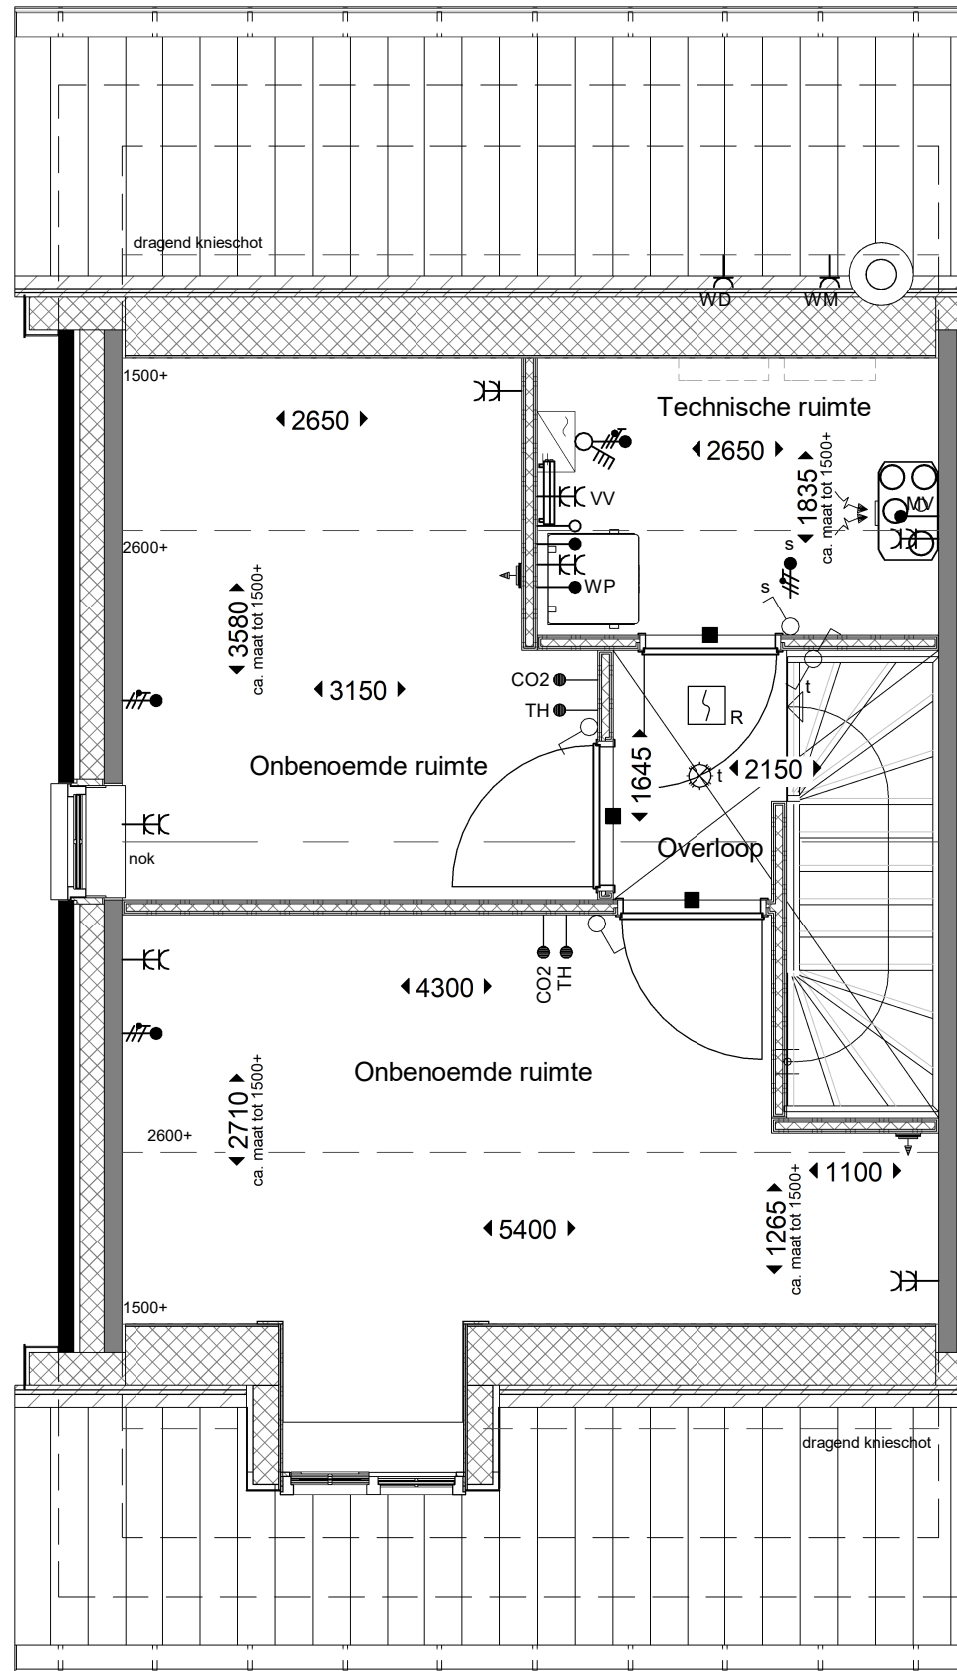 dragend knieschot
WD
WM
1500+
2650
Technische ruimte
2650
1835
ca. maat tot 1500+
MV
VV
s
2600+
WP
s
3580
ca. maat tot 1500+
CO2
3150
t
TH
R
Onbenoemde ruimte
1645
t
2150
nok
Overloop
4300
CO2
TH
Onbenoemde ruimte
2710
ca. maat tot 1500+
2600+
1100
1265
ca. maat tot 1500+
5400
1500+
dragend knieschot